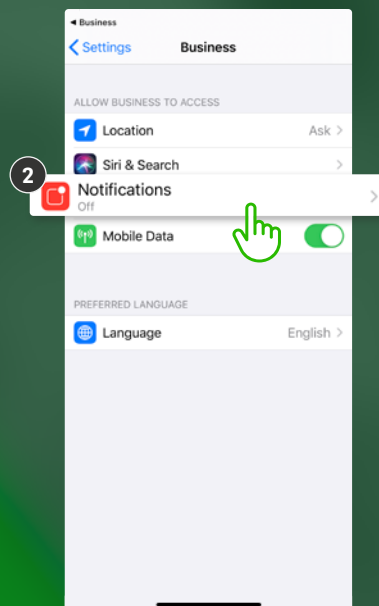 ◄ Business
Settings Business
ALLOW BUSINESS TO ACCESS
Location Ask >
Siri & Search >
2
Notifications >
Off
Mobile Data
PREFERRED LANGUAGE
Language English >